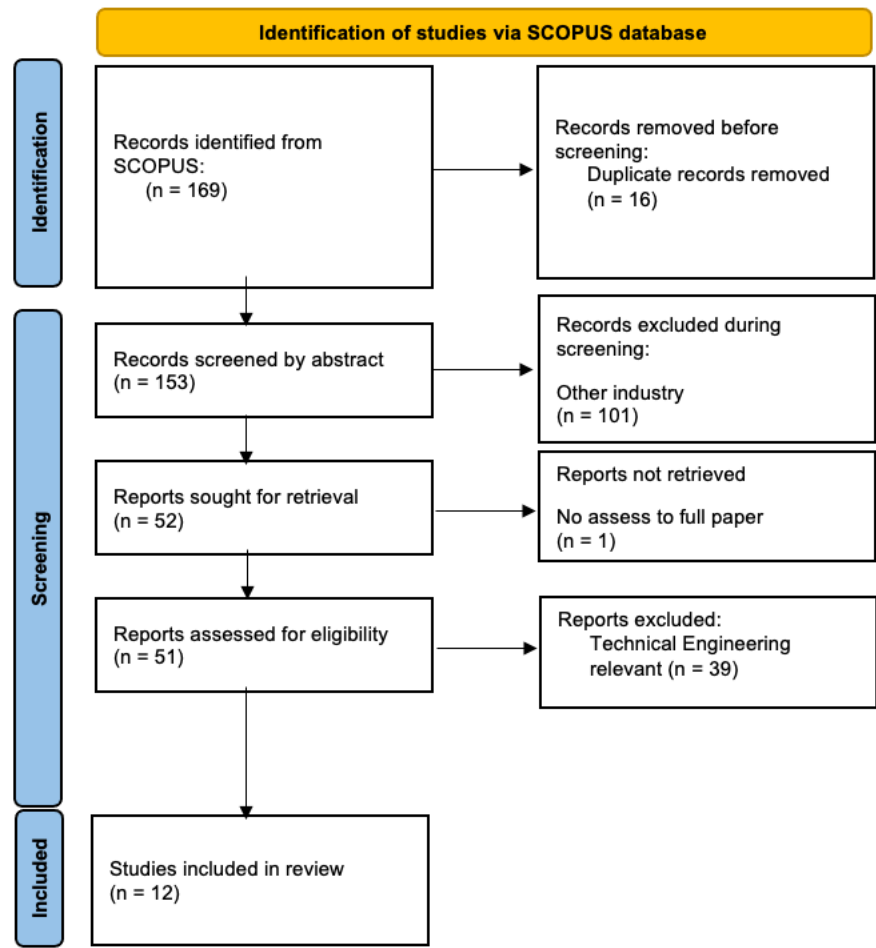 Identification of studies via SCOPUS database
Identification
Records identified from
SCOPUS:
(n = 169)
Records removed before
screening:
Duplicate records removed
(n = 16)
Screening
Records screened by abstract
(n = 153)
Records excluded during
screening:
Other industry
(n = 101)
Reports sought for retrieval
(n = 52)
Reports not retrieved
No assess to full paper
(n = 1)
Reports assessed for eligibility
(n = 51)
Reports excluded:
Technical Engineering
relevant (n = 39)
Included
Studies included in review
(n = 12)